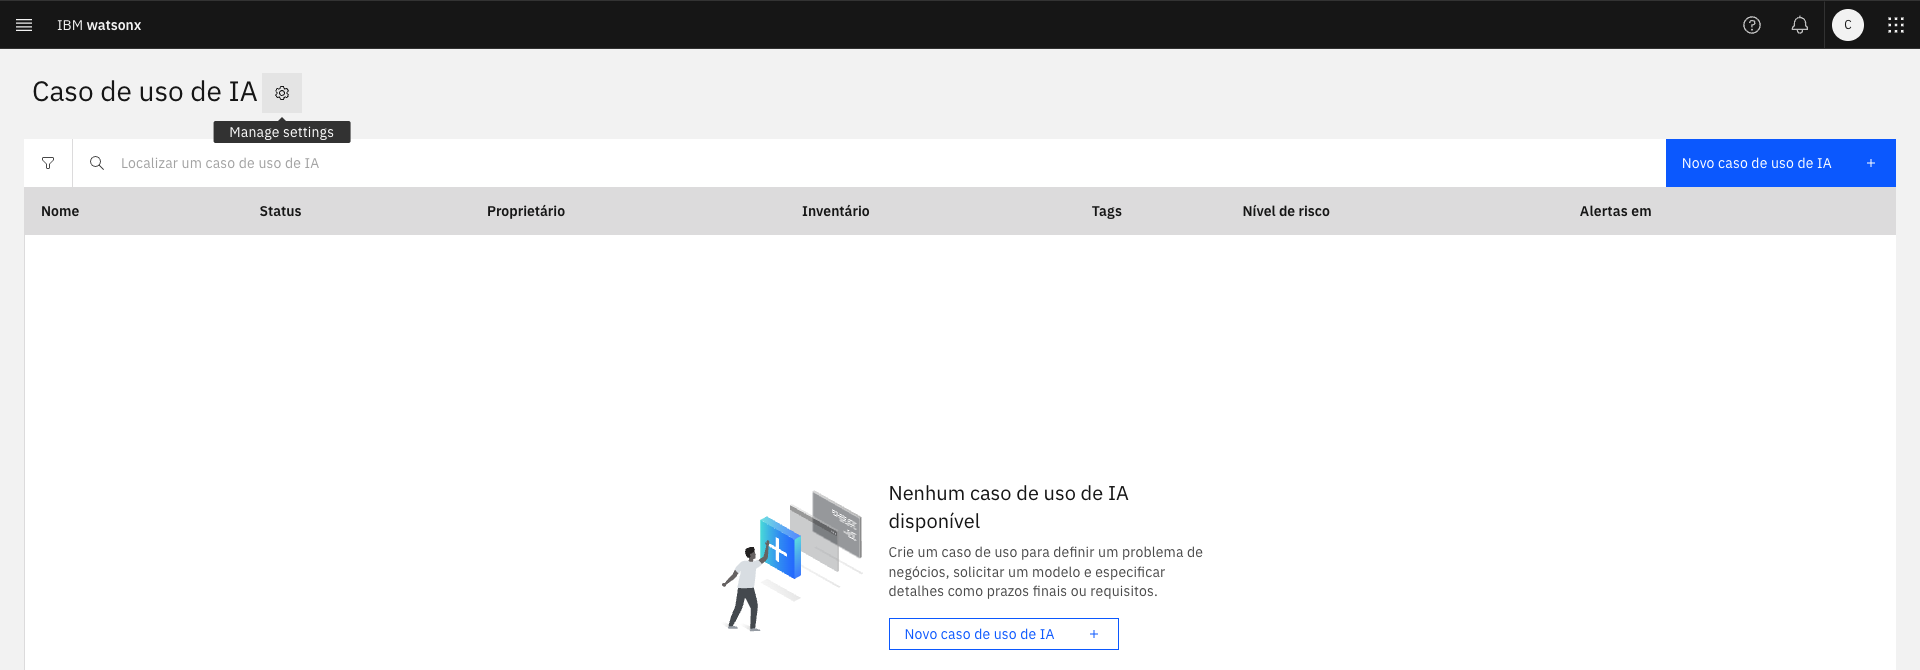 IBM watsonx
C
Caso de uso de IA
Manage settings
Localizar um caso de uso de IA
Novo caso de uso de IA +
Nome Status Proprietário Inventário Tags Nível de risco Alertas em
Nenhum caso de uso de IA
disponível
Crie um caso de uso para definir um problema de
negócios, solicitar um modelo e especificar
detalhes como prazos finais ou requisitos.
Novo caso de uso de IA +